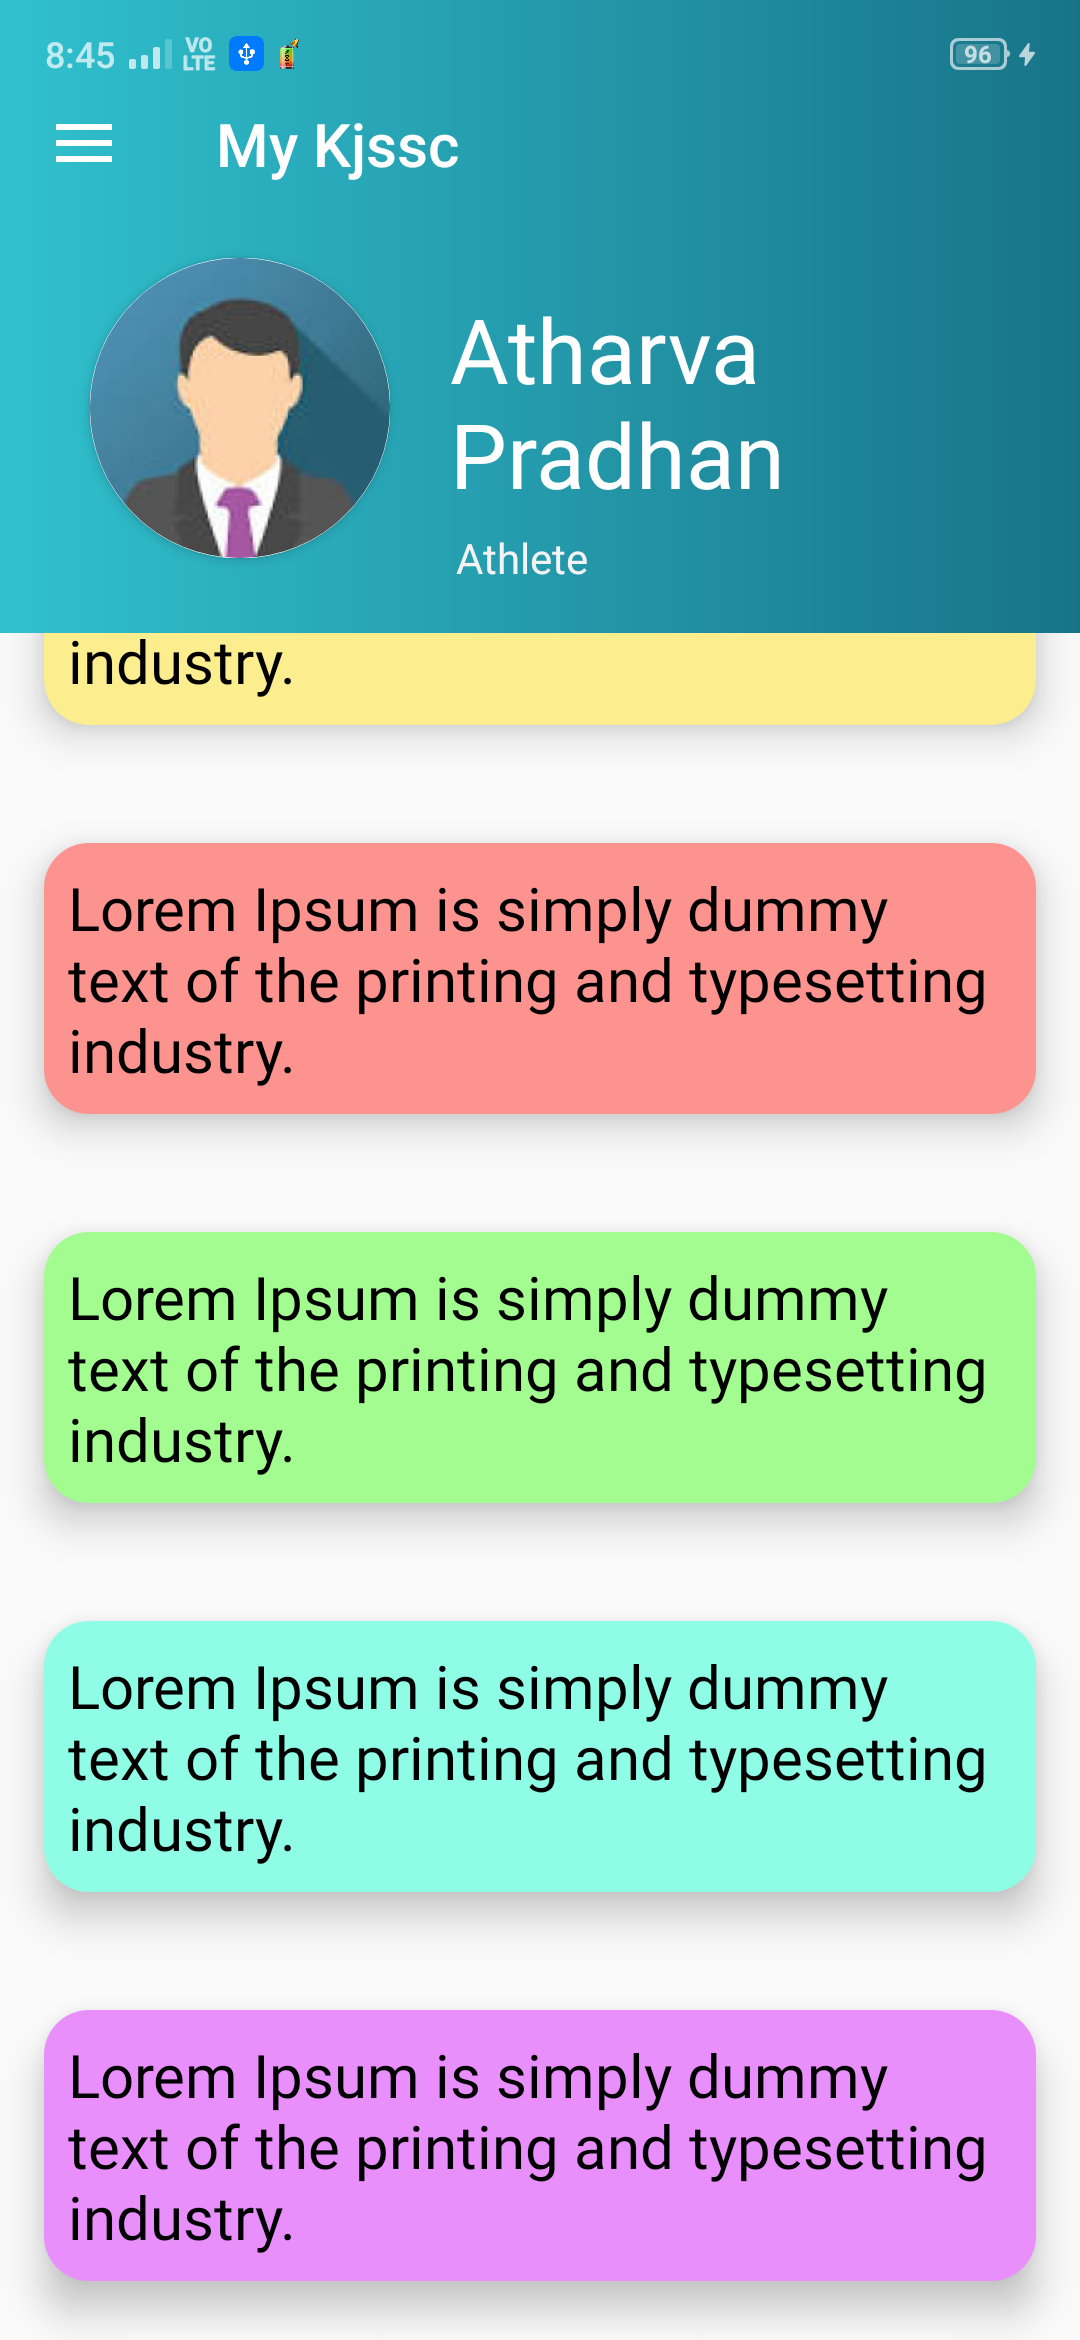 8:45 VO LTE 96
My Kjssc
Atharva
Pradhan
Athlete
industry.
Lorem Ipsum is simply dummy
text of the printing and typesetting
industry.
Lorem Ipsum is simply dummy
text of the printing and typesetting
industry.
Lorem Ipsum is simply dummy
text of the printing and typesetting
industry.
Lorem Ipsum is simply dummy
text of the printing and typesetting
industry.